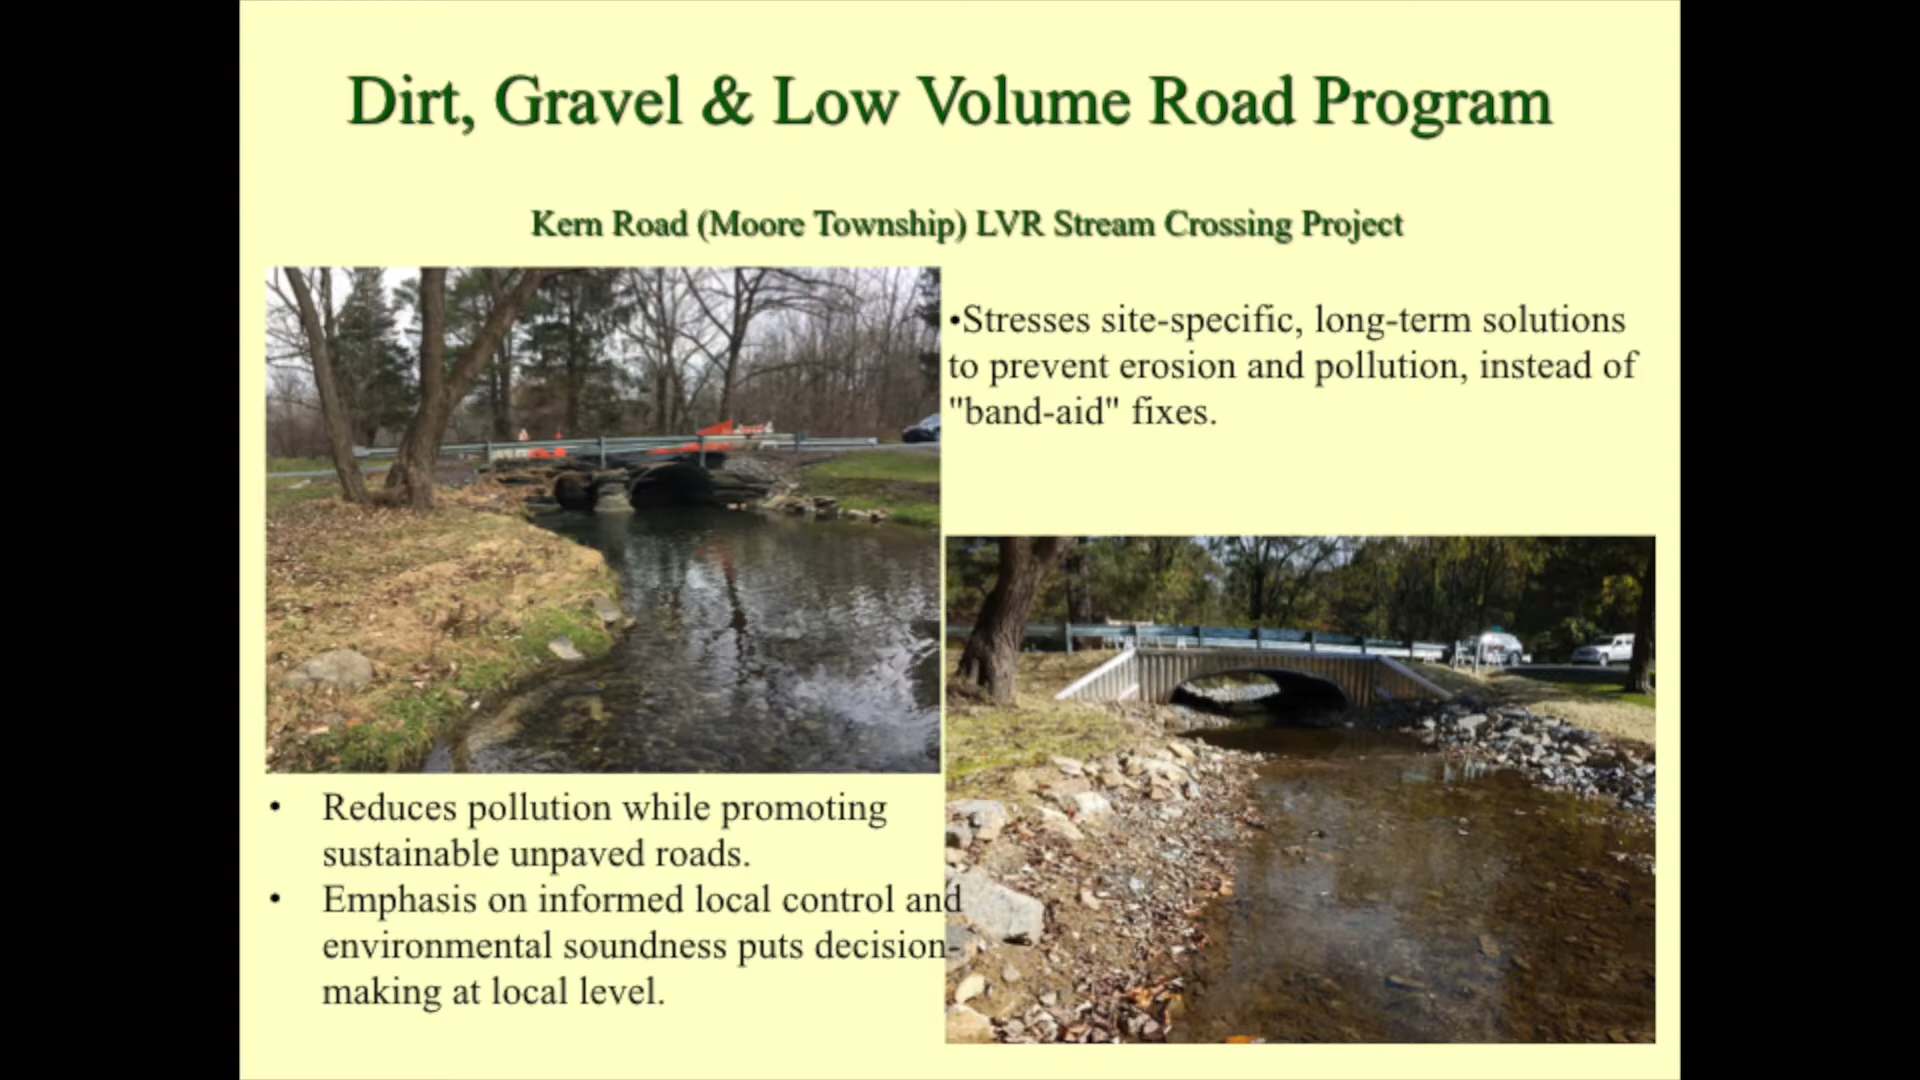 Dirt, Gravel & Low Volume Road Program
Kern Road (Moore Township) LVR Stream Crossing Project
•Stresses site-specific, long-term solutions
to prevent erosion and pollution, instead of
"band-aid" fixes.
• Reduces pollution while promoting
sustainable unpaved roads.
• Emphasis on informed local control and
environmental soundness puts decision-
making at local level.